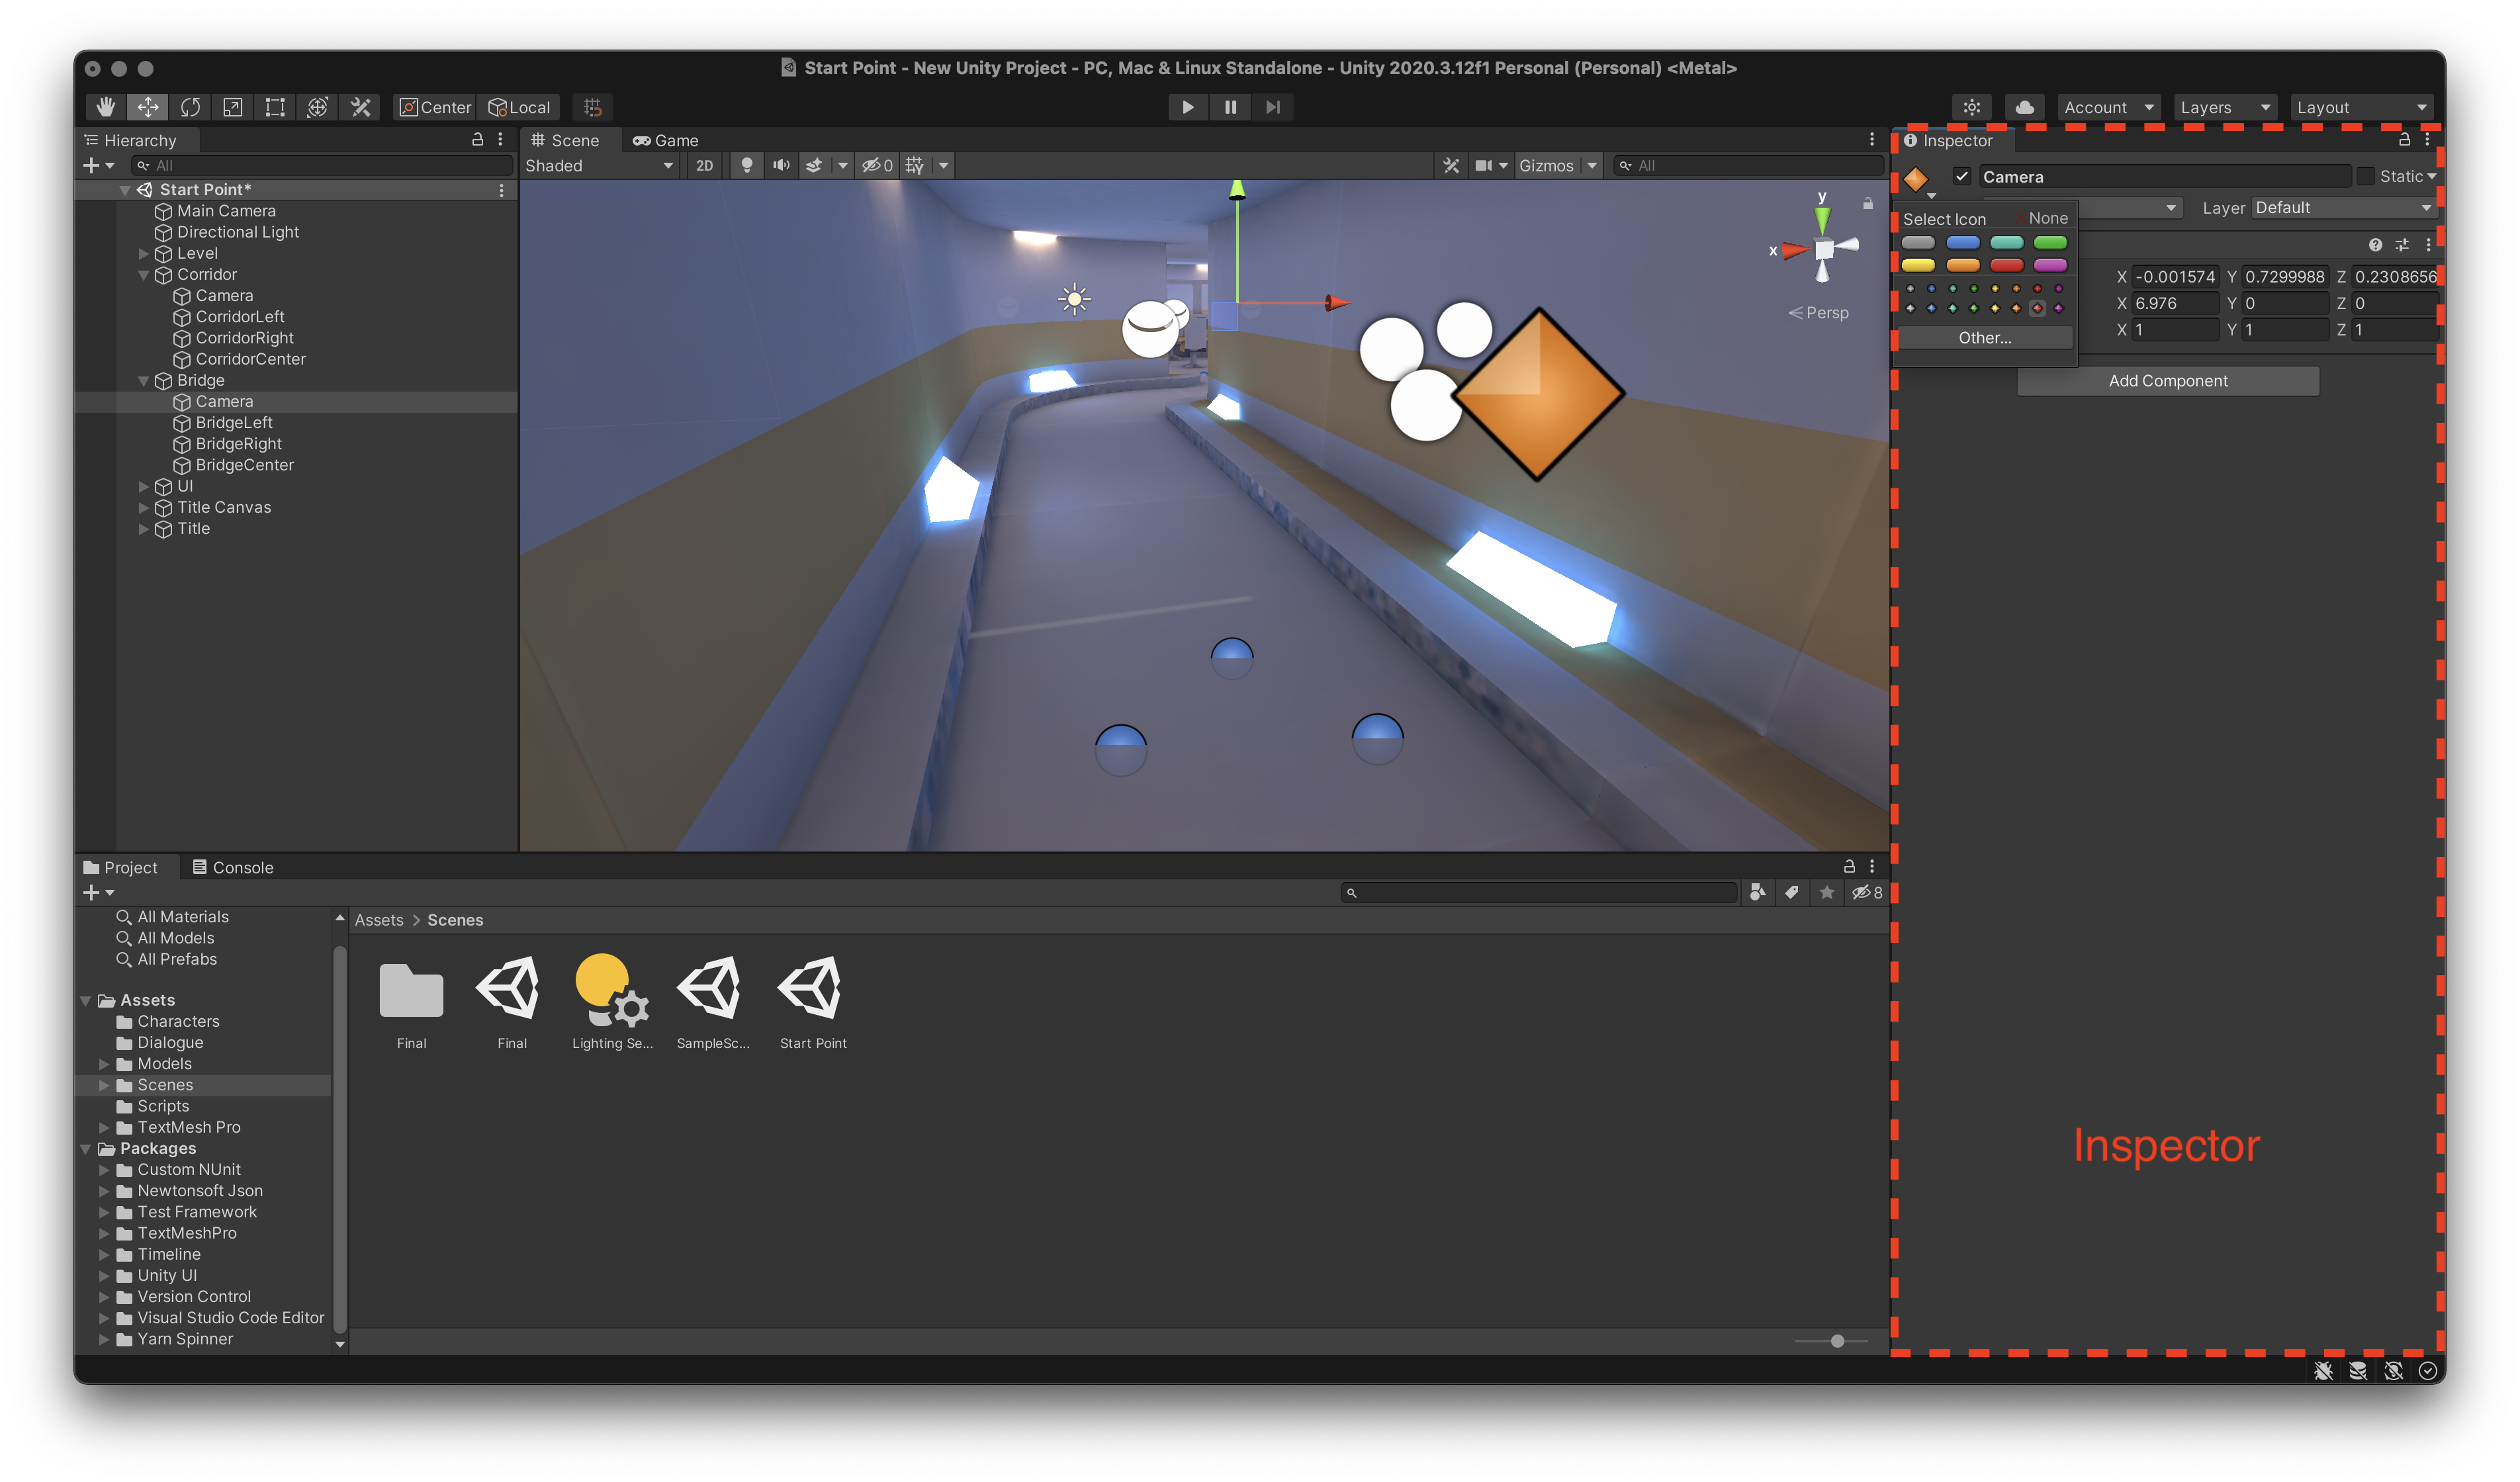 Start Point - New Unity Project - PC, Mac & Linux Standalone - Unity 2020.3.12f1 Personal (Personal) <Metal>
Center Local Account Layers Layout
Hierarchy
All
Start Point*
Main Camera
Directional Light
Level
Corridor
Camera
CorridorLeft
CorridorRight
CorridorCenter
Bridge
Camera
BridgeLeft
BridgeRight
BridgeCenter
UI
Title Canvas
Title
Scene Game
Shaded 2D 0 Gizmos All
y
x
Persp
Inspector
Camera Static
Layer Default
Select Icon None
Other...
X -0.001574 Y 0.7299988 Z 0.2308656
X 6.976 Y 0 Z 0
X 1 Y 1 Z 1
Add Component
Inspector
Project Console
8
All Materials
All Models
All Prefabs
Assets
Characters
Dialogue
Models
Scenes
Scripts
TextMesh Pro
Packages
Custom NUnit
Newtonsoft Json
Test Framework
TextMeshPro
Timeline
Unity UI
Version Control
Visual Studio Code Editor
Yarn Spinner
Assets > Scenes
Final Final Lighting Se... SampleSc... Start Point